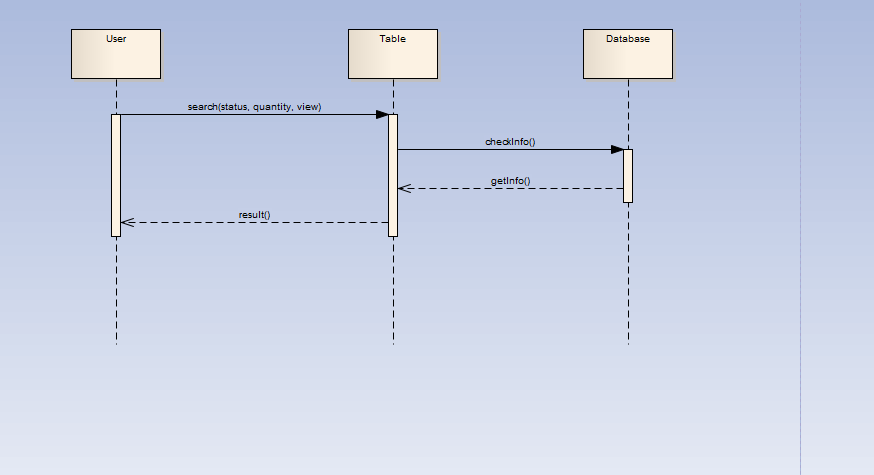 User
Table
Database
search(status, quantity, view)
checkInfo()
getInfo()
result()